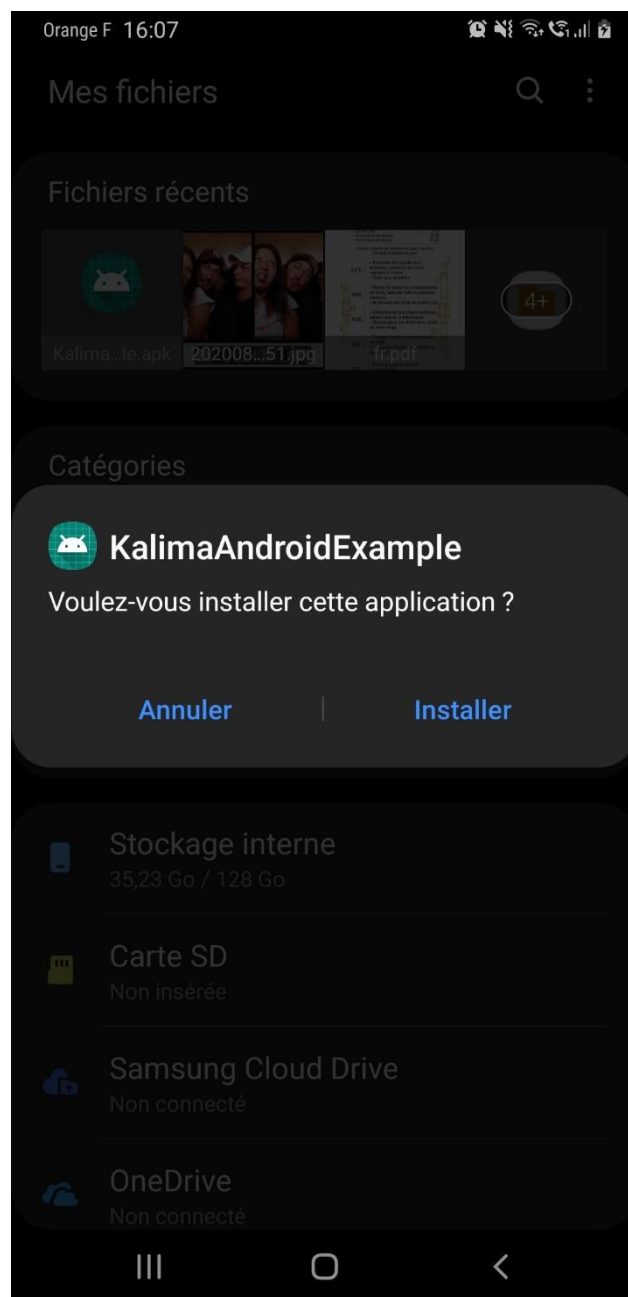 Orange F 16:07
Mes fichiers
Fichiers récents
4+
Kalima...le.apk 202008...51.jpg fr.pdf
Catégories
KalimaAndroidExample
Voulez-vous installer cette application ?
Annuler Installer
Stockage interne
35,23 Go / 128 Go
Carte SD
Non insérée
Samsung Cloud Drive
Non connecté
OneDrive
Non connecté